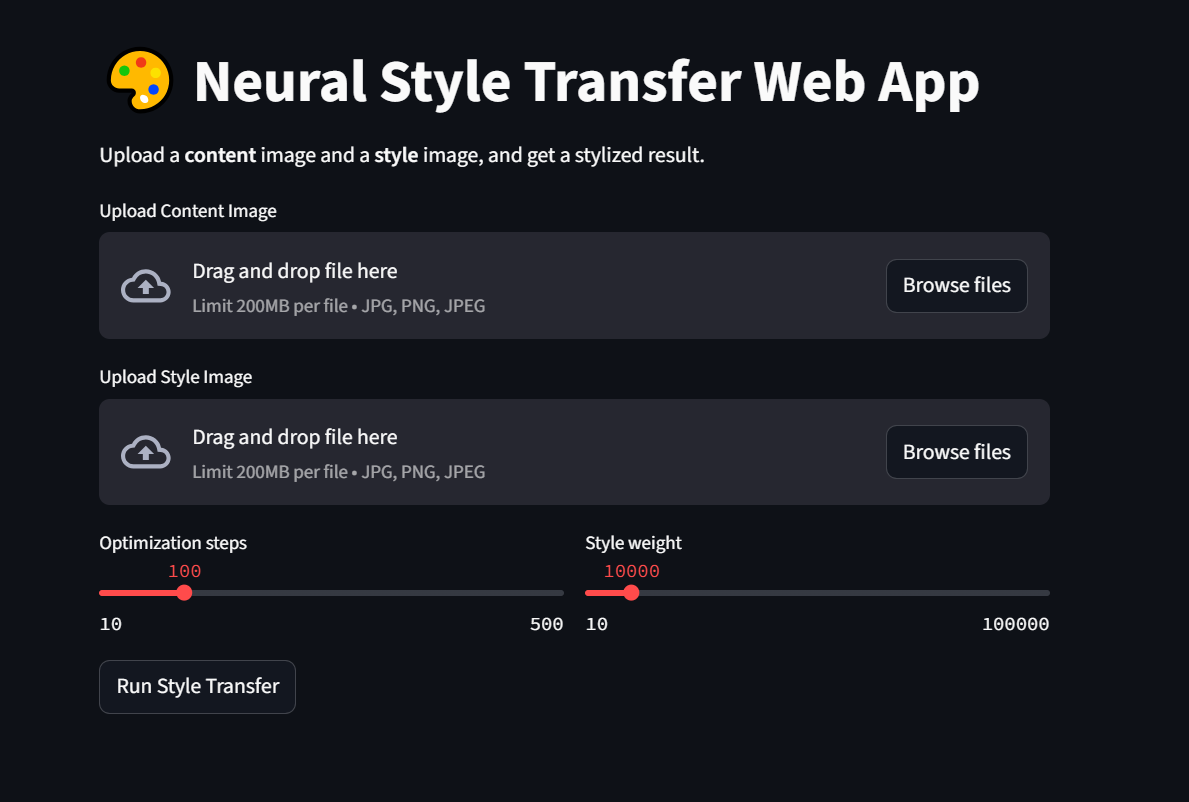 Neural Style Transfer Web App
Upload a content image and a style image, and get a stylized result.
Upload Content Image
Drag and drop file here
Limit 200MB per file • JPG, PNG, JPEG
Browse files
Upload Style Image
Drag and drop file here
Limit 200MB per file • JPG, PNG, JPEG
Browse files
Optimization steps
100
10 500
Style weight
10000
10 100000
Run Style Transfer